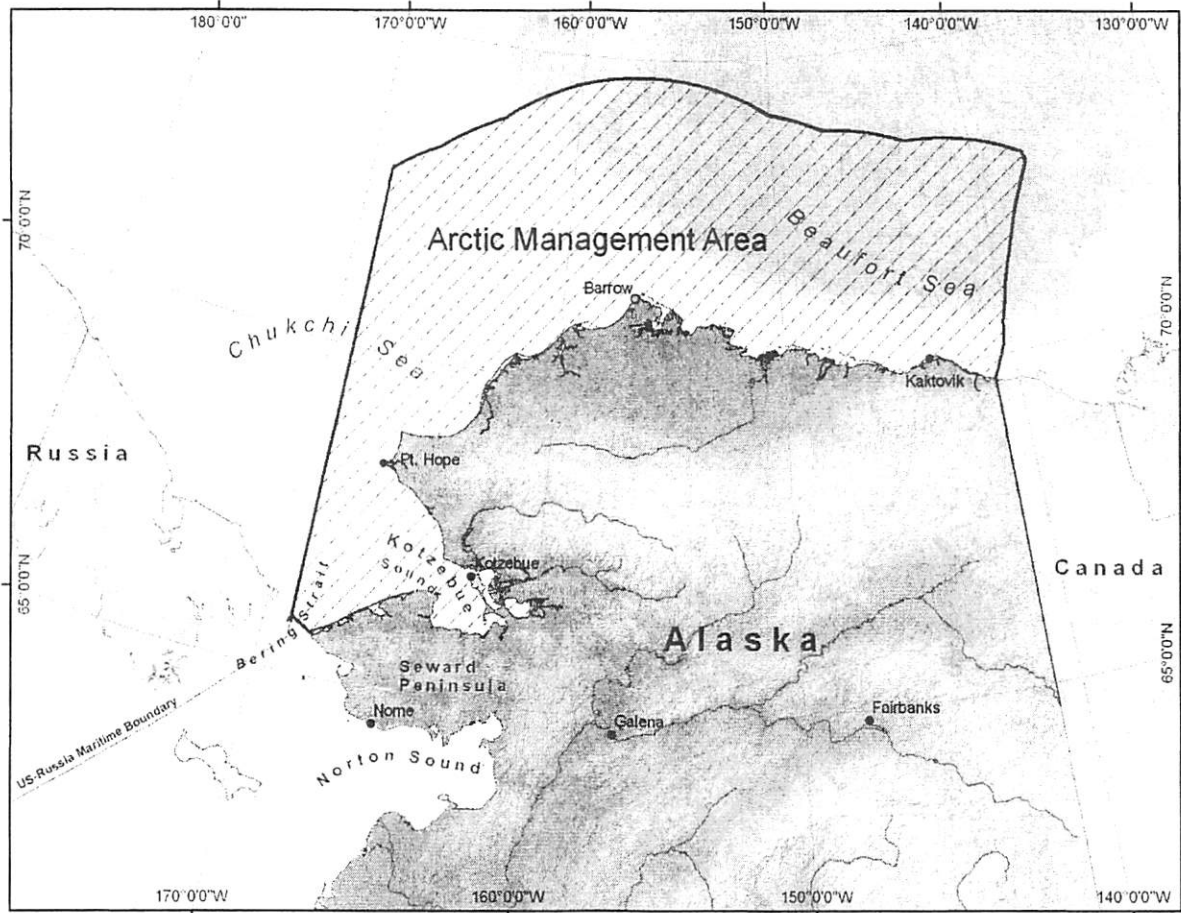 180°0'0"W
170°0'0"W
160°0'0"W
150°0'0"W
140°0'0"W
130°0'0"W
70°0'0"N
Beaufort Sea
Arctic Management Area
Barrow
70°0'0"N
Chukchi Sea
Kaktovik
Russia
Pt. Hope
Kotzebue
Sound
Kotzebue
65°0'0"N
Canada
Bering Strait
Alaska
65°0'0"N
Seward
Peninsula
Nome
Galena
Fairbanks
US-Russia Maritime Boundary
Norton Sound
170°0'0"W
160°0'0"W
150°0'0"W
140°0'0"W